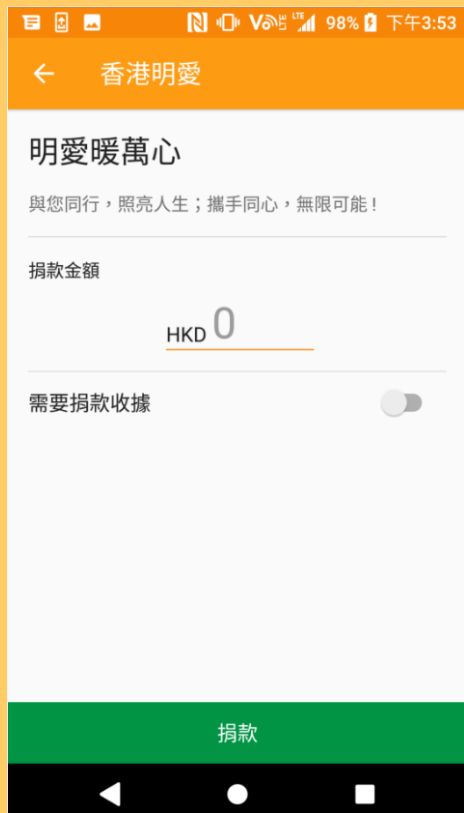 98% 下午3:53
香港明愛
明愛暖萬心
與您同行，照亮人生；攜手同心，無限可能！
捐款金額
HKD 0
需要捐款收據
捐款